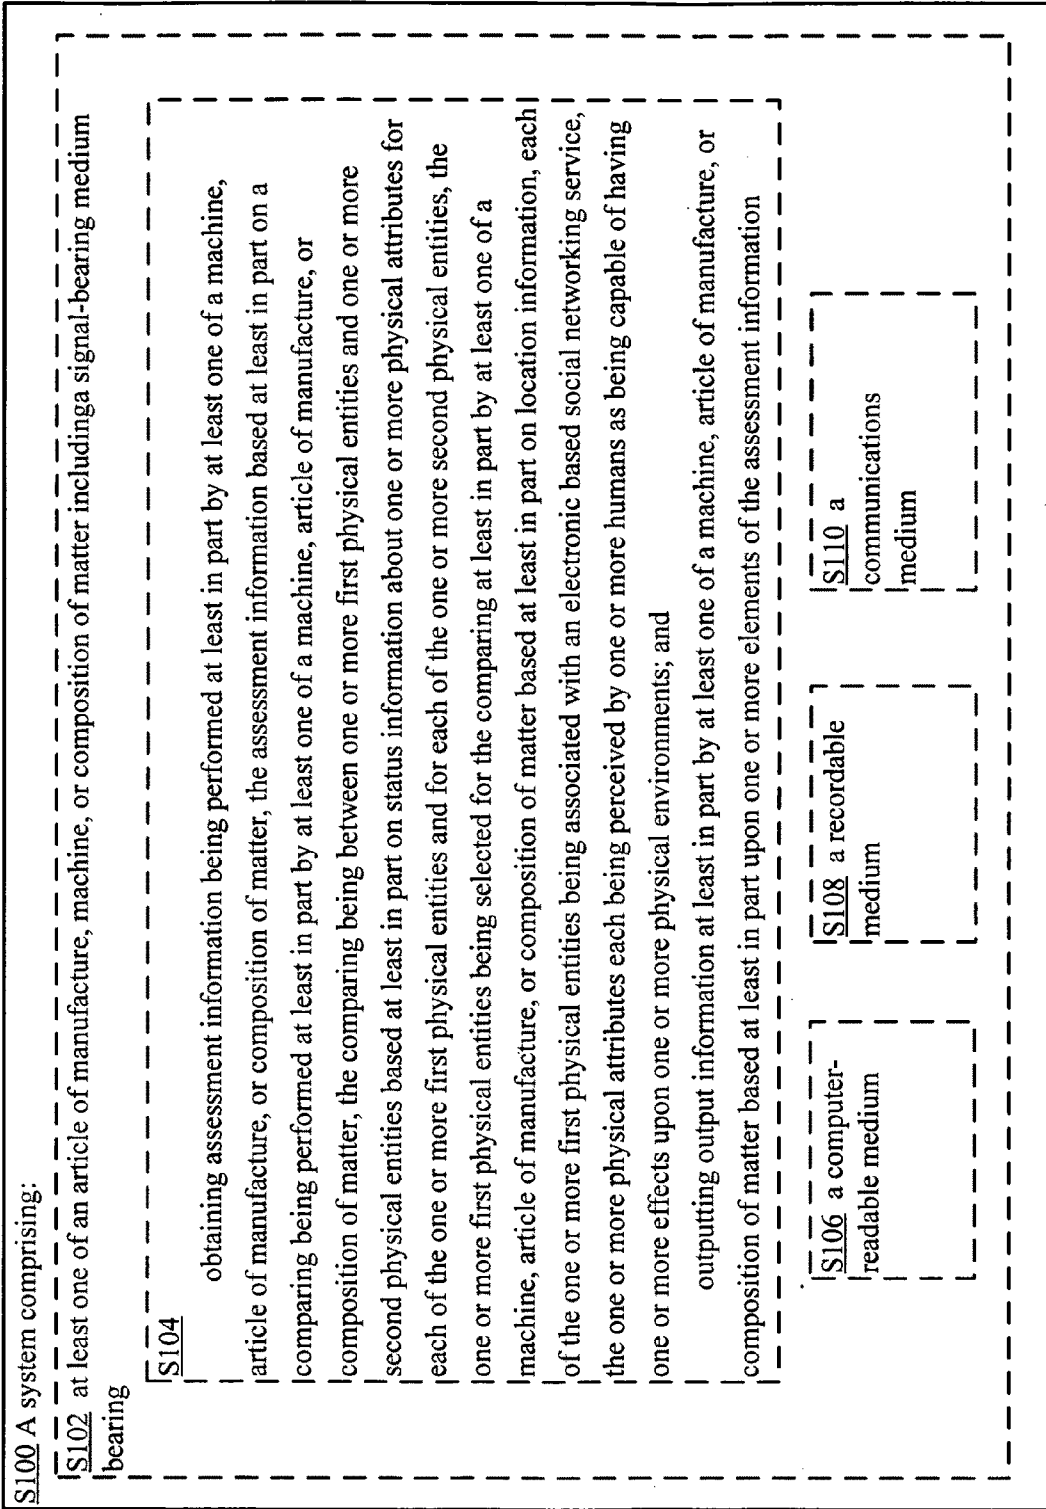 S100 A system comprising:
S102 at least one of an article of manufacture, machine, or composition of matter includinga signal-bearing medium
bearing
S104
obtaining assessment information being performed at least in part by at least one of a machine,
article of manufacture, or composition of matter, the assessment information based at least in part on a
comparing being performed at least in part by at least one of a machine, article of manufacture, or
composition of matter, the comparing being between one or more first physical entities and one or more
second physical entities based at least in part on status information about one or more physical attributes for
each of the one or more first physical entities and for each of the one or more second physical entities, the
one or more first physical entities being selected for the comparing at least in part by at least one of a
machine, article of manufacture, or composition of matter based at least in part on location information, each
of the one or more first physical entities being associated with an electronic based social networking service,
the one or more physical attributes each being perceived by one or more humans as being capable of having
one or more effects upon one or more physical environments; and
outputting output information at least in part by at least one of a machine, article of manufacture, or
composition of matter based at least in part upon one or more elements of the assessment information
S106 a computer-
readable medium
S108 a recordable
medium
S110 a
communications
medium